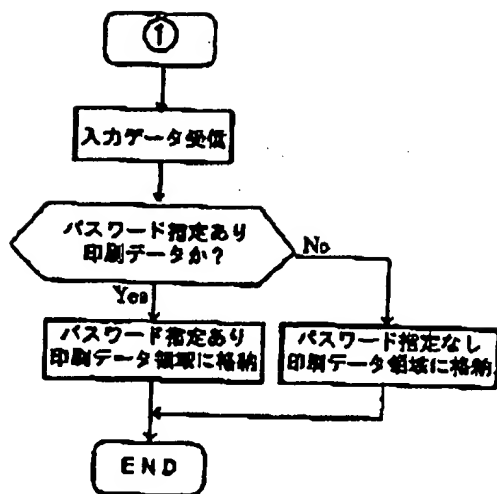 ①
入力データ受信
パスワード指定あり
印刷データか？
No
Yes
パスワード指定あり
印刷データ領域に格納
パスワード指定なし
印刷データ領域に格納
END